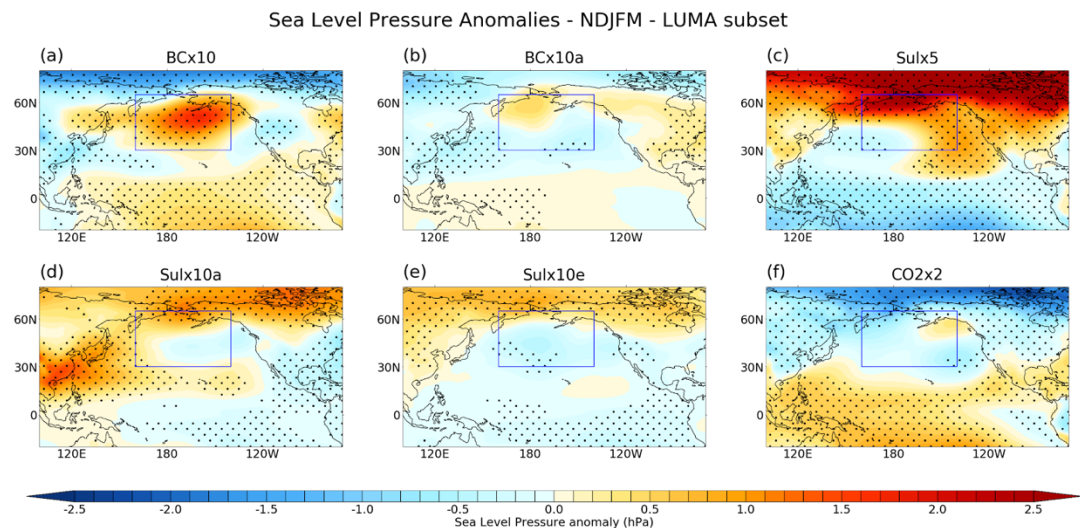 Sea Level Pressure Anomalies - NDJFM - LUMA subset
(a) BCx10
(b) BCx10a
(c) Sulx5
60N
30N
0
120E 180 120W
60N
30N
0
120E 180 120W
60N
30N
0
120E 180 120W
(d) Sulx10a
(e) Sulx10e
(f) CO2x2
60N
30N
0
120E 180 120W
60N
30N
0
120E 180 120W
60N
30N
0
120E 180 120W
-2.5 -2.0 -1.5 -1.0 -0.5 0.0 0.5 1.0 1.5 2.0 2.5
Sea Level Pressure anomaly (hPa)